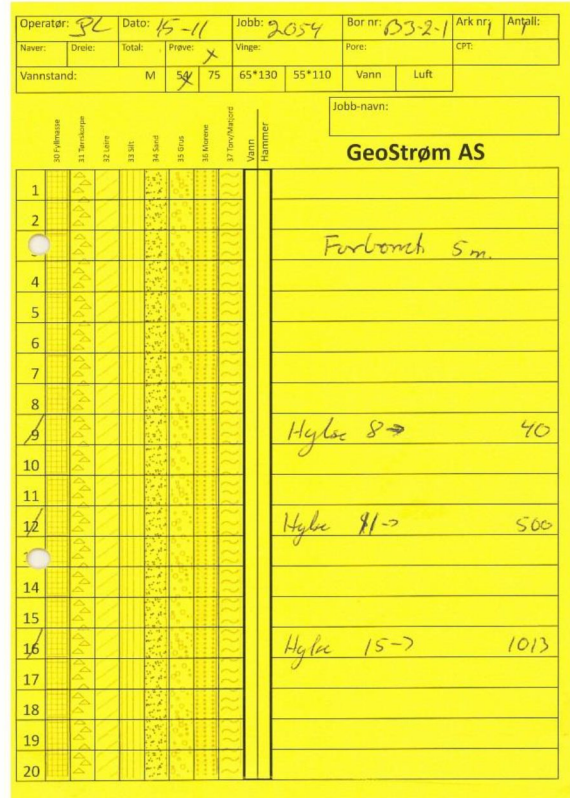 Operatør: Dato: 15-11 Jobb: 2054 Bor nr: B3-2-1 Ark nr: 1 Antall: 1
Naver: Dreie: Total: Prøve: X Vinge: Pore: CPT:
Vannstand: M 54 75 65*130 55*110 Vann Luft
Jobb-navn:
30 Fyllmasse
31 Tørrskorpe
32 Leire
33 Silt
34 Sand
35 Grus
36 Morene
37 Torv/Matjord
Vann
Hammer
GeoStrøm AS
1
2
Forboret 5 m.
4
5
6
7
8
9 Hylse 8-> 40
10
11
12 Hylse 11-> 500
14
15
16 Hylse 15-> 1013
17
18
19
20